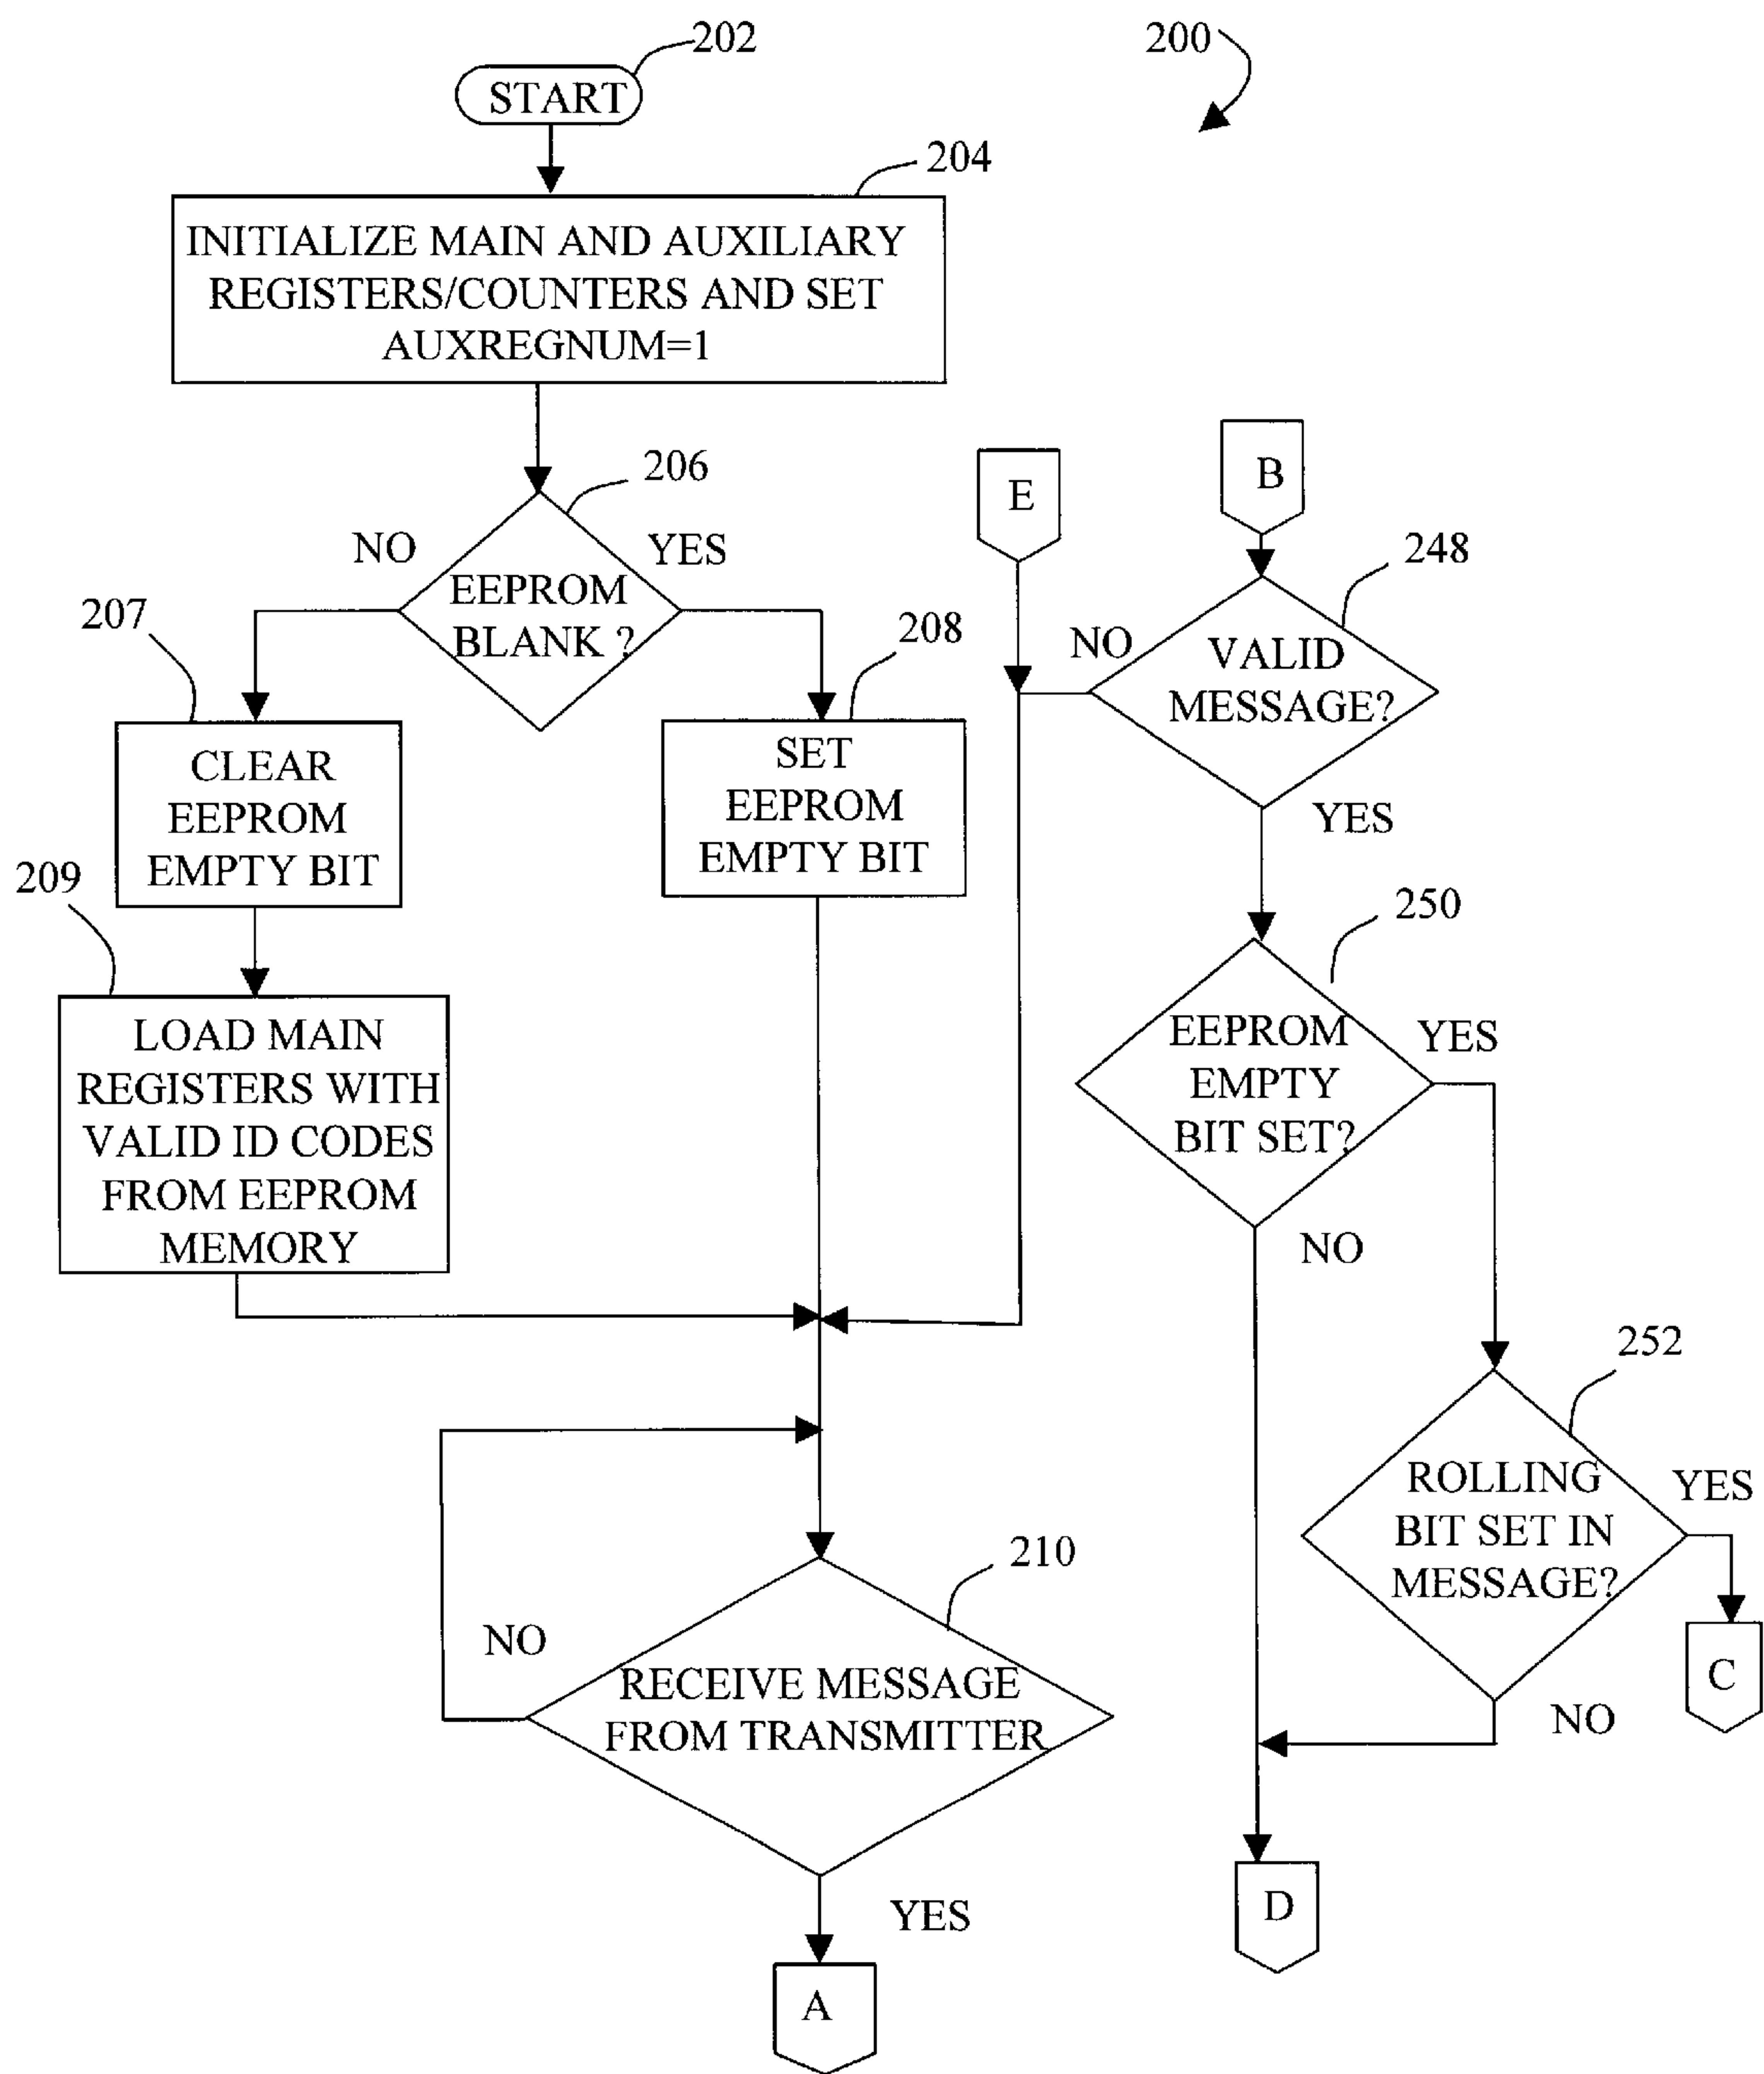 202
200
START
204
INITIALIZE MAIN AND AUXILIARY
REGISTERS/COUNTERS AND SET
AUXREGNUM=1
206
NO
YES
EEPROM
BLANK ?
207
208
CLEAR
EEPROM
EMPTY BIT
SET
EEPROM
EMPTY BIT
209
LOAD MAIN
REGISTERS WITH
VALID ID CODES
FROM EEPROM
MEMORY
210
NO
RECEIVE MESSAGE
FROM TRANSMITTER
YES
A
E
B
248
NO
VALID
MESSAGE?
YES
250
EEPROM
EMPTY
BIT SET?
YES
NO
252
ROLLING
BIT SET IN
MESSAGE?
YES
C
NO
D